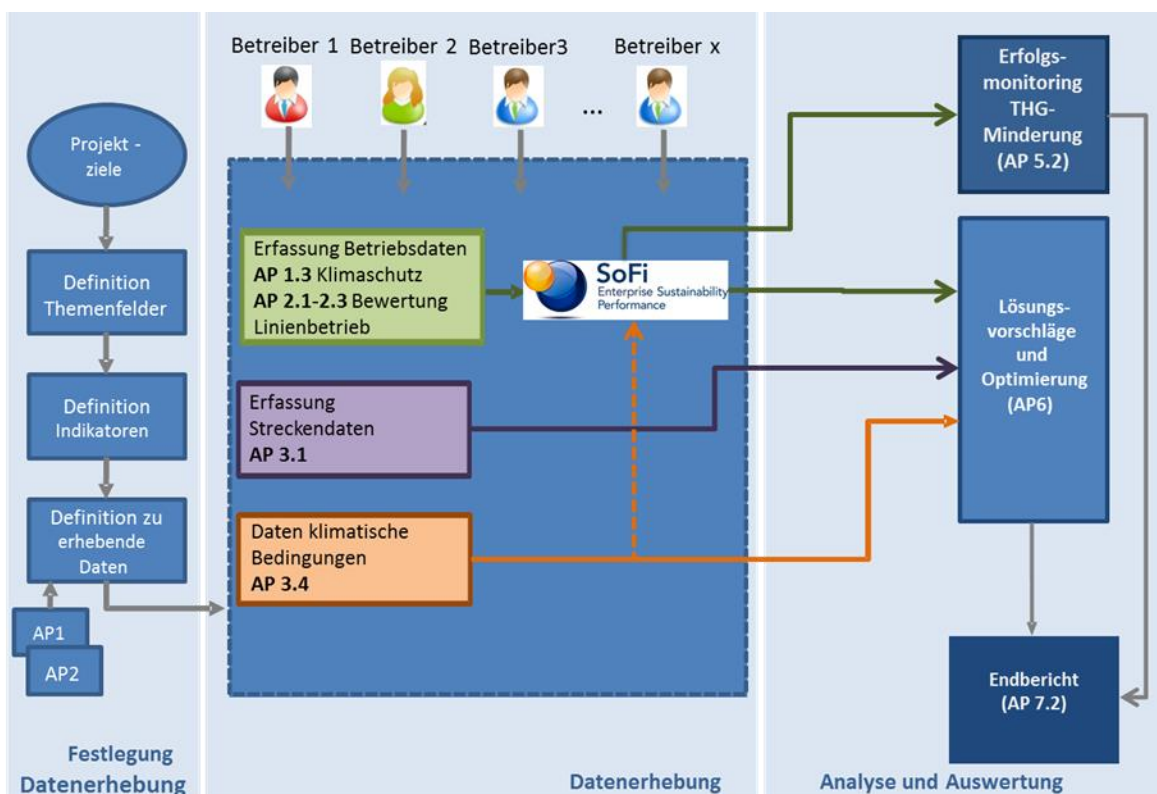 Projekt -
ziele
Definition
Themenfelder
Definition
Indikatoren
Definition zu
erhebende
Daten
AP1
AP2
Festlegung
Datenerhebung
Betreiber 1
Betreiber 2
Betreiber3
...
Betreiber x
Erfassung Betriebsdaten
AP 1.3 Klimaschutz
AP 2.1-2.3 Bewertung
Linienbetrieb
SoFi
Enterprise Sustainability
Performance
Erfassung
Streckendaten
AP 3.1
Daten klimatische
Bedingungen
AP 3.4
Datenerhebung
Erfolgs-
monitoring
THG-
Minderung
(AP 5.2)
Lösungs-
vorschläge
und
Optimierung
(AP6)
Endbericht
(AP 7.2)
Analyse und Auswertung